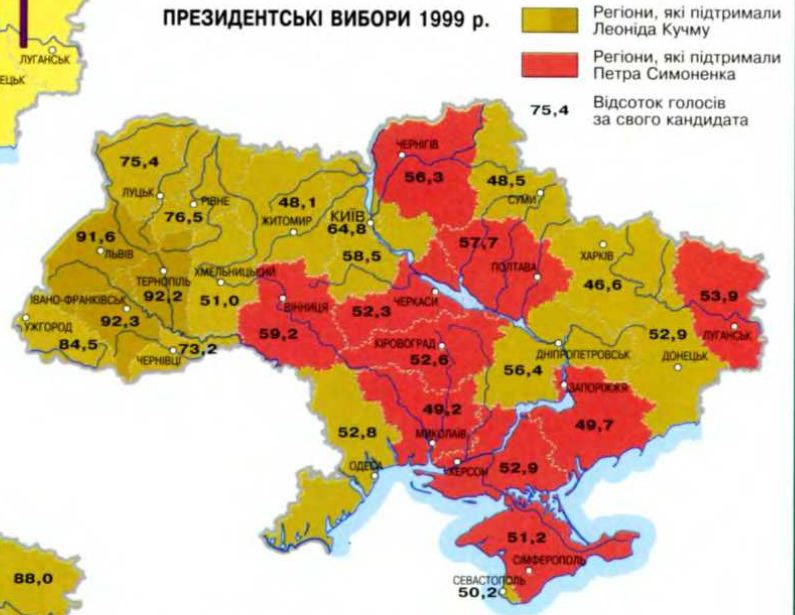 ПРЕЗИДЕНТСЬКІ ВИБОРИ 1999 р.
Регіони, які підтримали
Леоніда Кучму
Регіони, які підтримали
Петра Симоненка
75,4
Відсоток голосів
за свого кандидата
ЛУГАНСЬК
ЕЦЬК
ЧЕРНІГІВ
56,3
75,4
ЛУЦЬК
РІВНЕ
76,5
48,1
ЖИТОМИР
КИЇВ
64,8
58,5
48,5
СУМИ
91,6
ЛЬВІВ
ТЕРНОПІЛЬ
92,2
ХМЕЛЬНИЦЬКИЙ
51,0
57,7
ПОЛТАВА
ХАРКІВ
46,6
53,9
ЛУГАНСЬК
ІВАНО-ФРАНКІВСЬК
92,3
УЖГОРОД
84,5
ЧЕРНІВЦІ
73,2
ВІННИЦЯ
59,2
52,3
ЧЕРКАСИ
КІРОВОГРАД
52,6
ДНІПРОПЕТРОВСЬК
56,4
52,9
ДОНЕЦЬК
ЗАПОРІЖЖЯ
49,7
49,2
МИКОЛАЇВ
52,8
ОДЕСА
ХЕРСОН
52,9
51,2
СІМФЕРОПОЛЬ
СЕВАСТОПОЛЬ
50,2
88,0